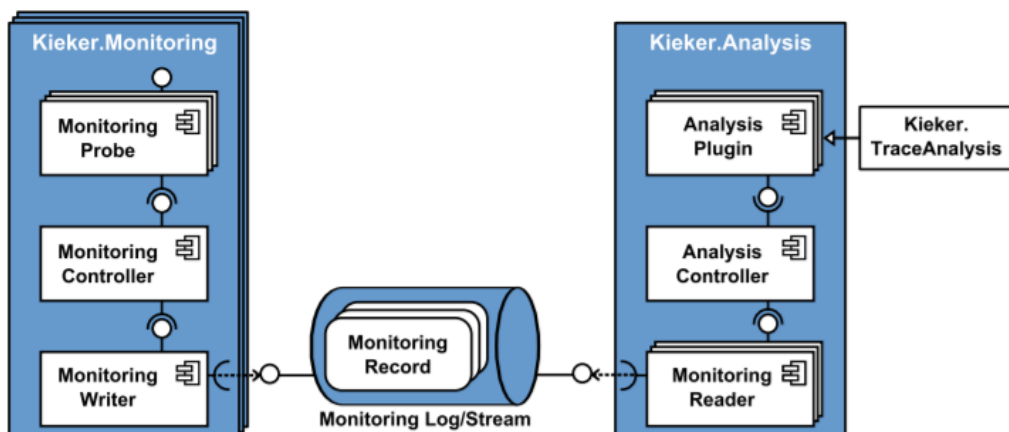 Kieker.Monitoring
Monitoring
Probe
Monitoring
Controller
Monitoring
Writer
Monitoring
Record
Monitoring Log/Stream
Kieker.Analysis
Analysis
Plugin
Kieker.
TraceAnalysis
Analysis
Controller
Monitoring
Reader